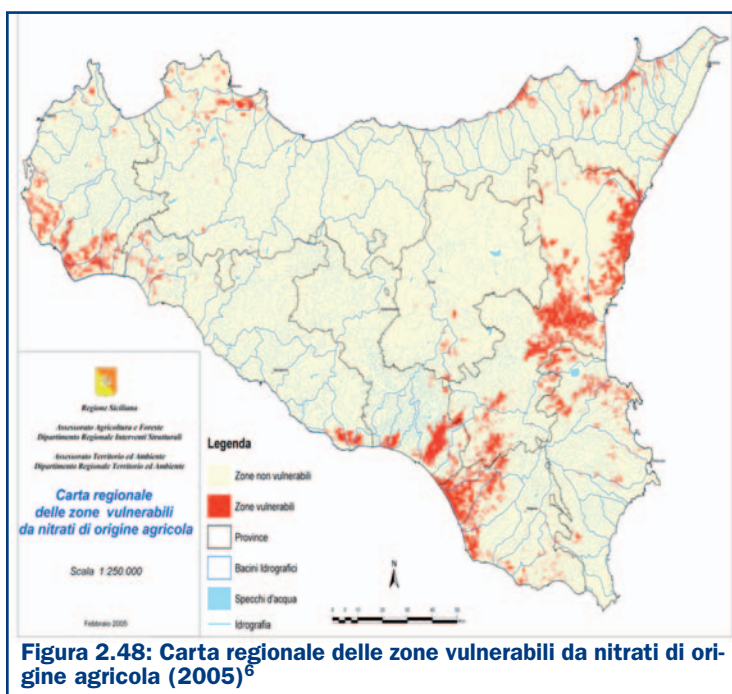 Regione Siciliana
Assessorato Agricoltura e Foreste
Dipartimento Regionale Interventi Strutturali
Assessorato Territorio ed Ambiente
Dipartimento Regionale Territorio ed Ambiente
Carta regionale
delle zone vulnerabili
da nitrati di origine agricola
Scala 1:250.000
Febbraio 2005
Legenda
Zone non vulnerabili
Zone vulnerabili
Province
Bacini Idrografici
Specchi d'acqua
Idrografia
N
Figura 2.48: Carta regionale delle zone vulnerabili da nitrati di ori-
gine agricola (2005)6